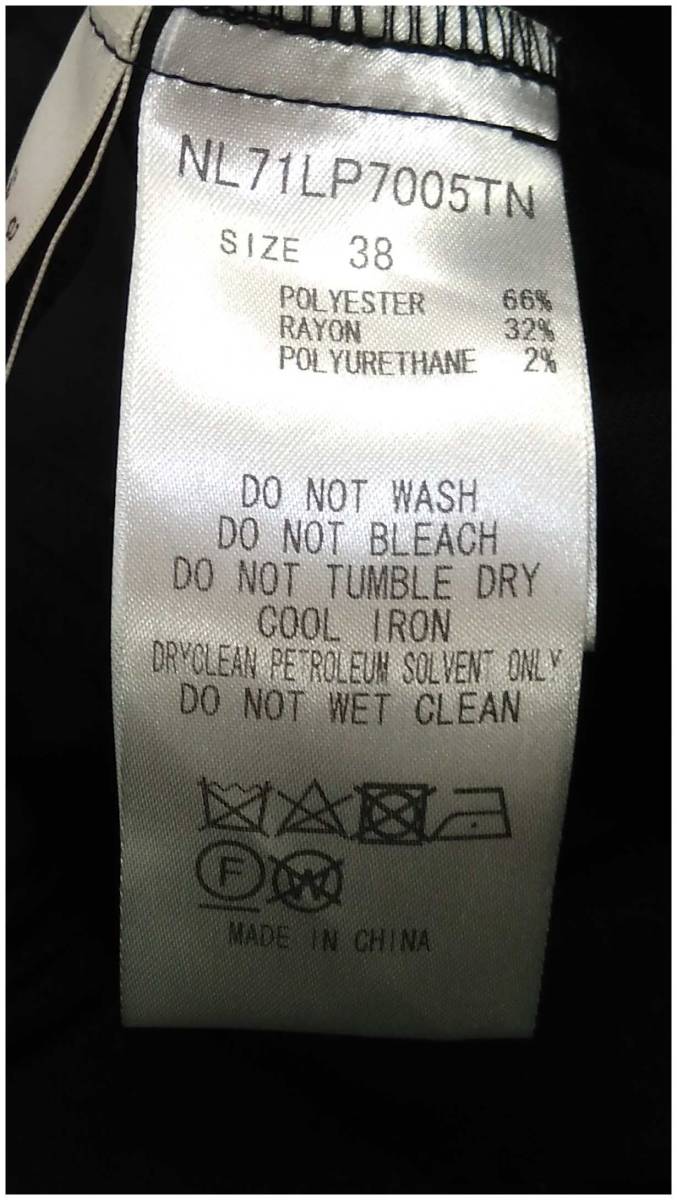 NL71LP7005TN
SIZE 38
POLYESTER 66%
RAYON 32%
POLYURETHANE 2%
DO NOT WASH
DO NOT BLEACH
DO NOT TUMBLE DRY
COOL IRON
DRYCLEAN PETROLEUM SOLVENT ONLY
DO NOT WET CLEAN
F W
MADE IN CHINA